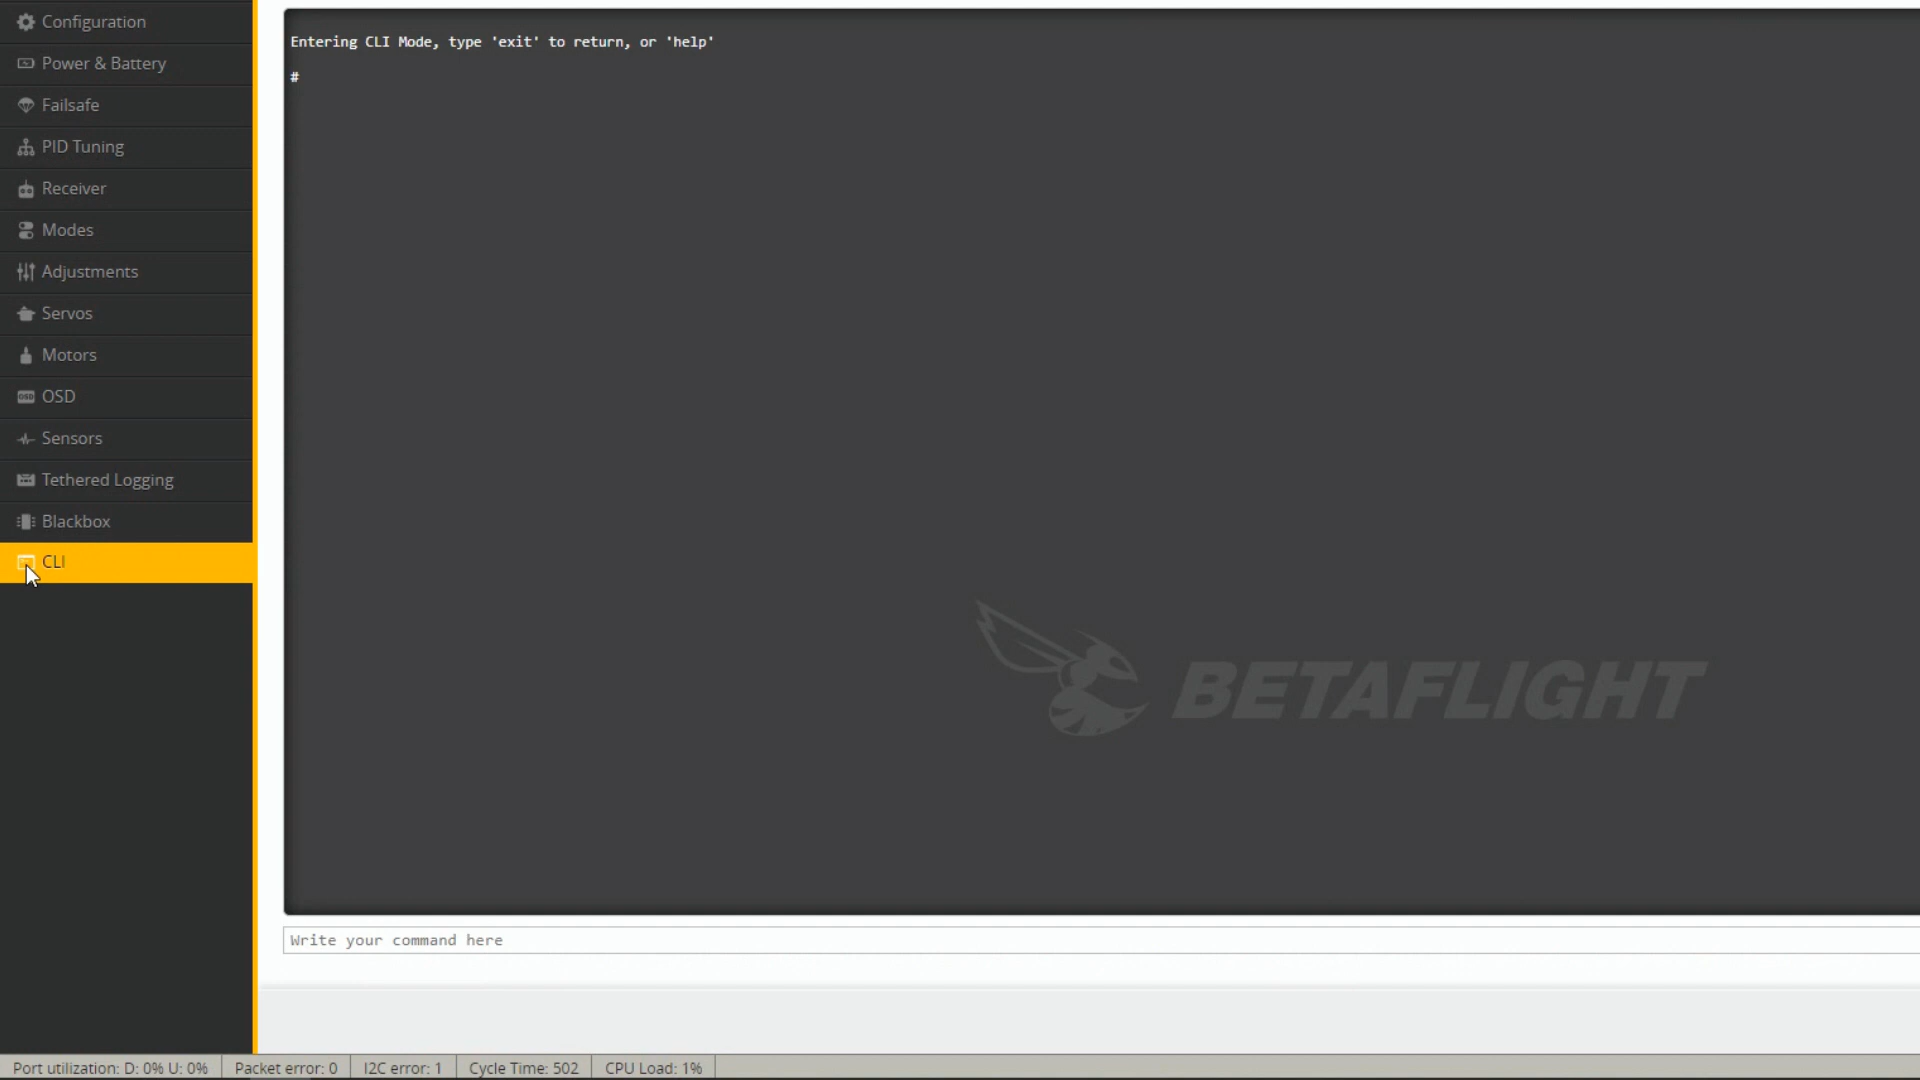 Configuration
Power & Battery
Failsafe
PID Tuning
Receiver
Modes
Adjustments
Servos
Motors
OSD
Sensors
Tethered Logging
Blackbox
CLI
Entering CLI Mode, type 'exit' to return, or 'help'
#
BETAFLIGHT
Write your command here
Port utilization: D: 0% U: 0% Packet error: 0 I2C error: 1 Cycle Time: 502 CPU Load: 1%